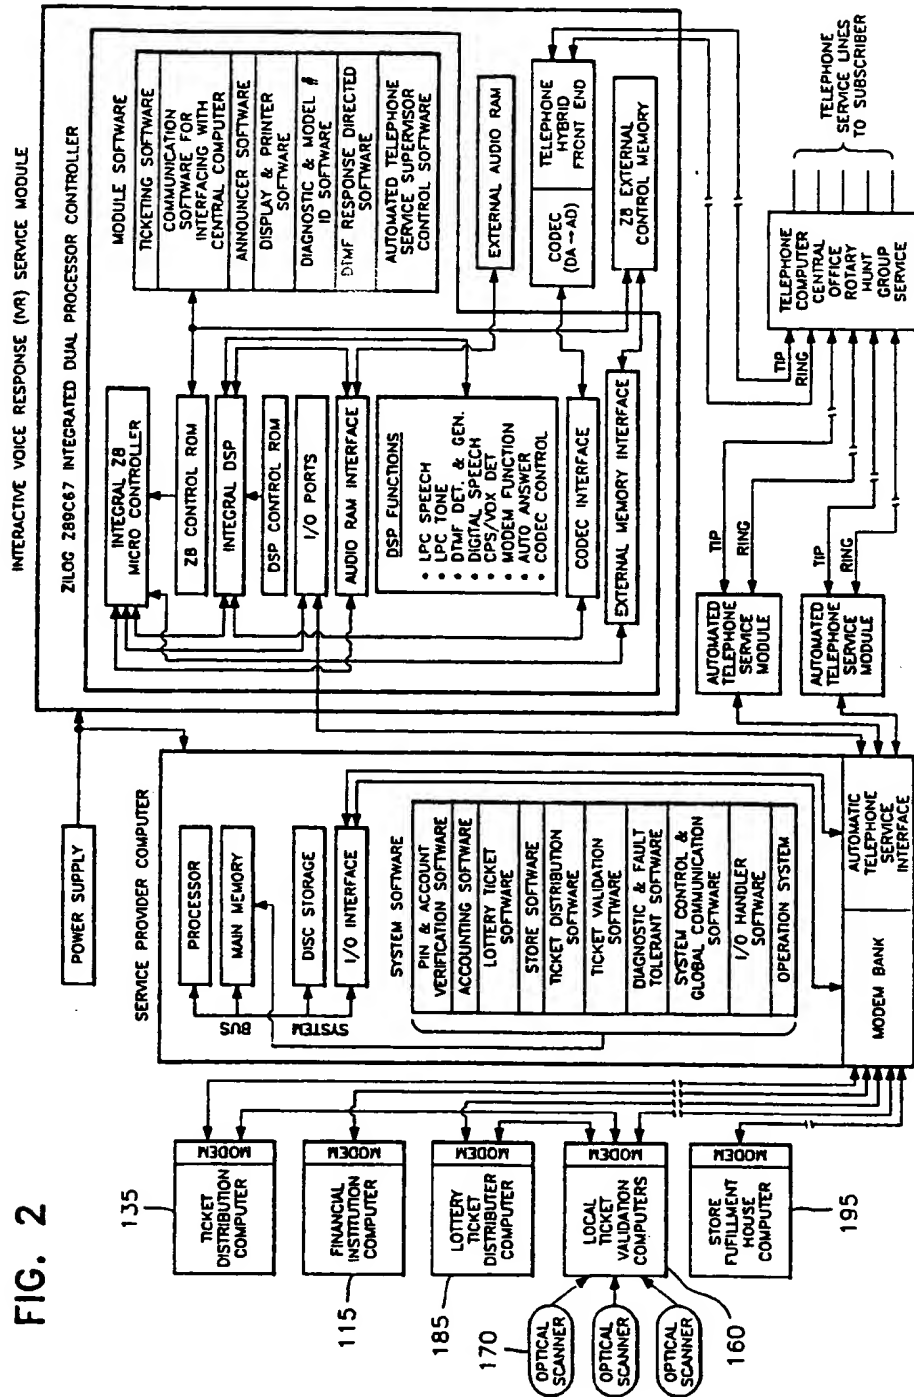 FIG. 2
135
TICKET
DISTRIBUTION
COMPUTER
MODEM
115
FINANCIAL
INSTITUTION
COMPUTER
MODEM
185
LOTTERY
TICKET
DISTRIBUTER
COMPUTER
MODEM
170
OPTICAL
SCANNER
OPTICAL
SCANNER
OPTICAL
SCANNER
160
LOCAL
TICKET
VALIDATION
COMPUTERS
MODEM
STORE
FUFILLMENT
HOUSE
COMPUTER
MODEM
195
POWER SUPPLY
SERVICE PROVIDER COMPUTER
PROCESSOR
MAIN MEMORY
DISC STORAGE
I/O INTERFACE
SYSTEM
BUS
SYSTEM SOFTWARE
PIN & ACCOUNT
VERIFICATION SOFTWARE
ACCOUNTING SOFTWARE
LOTTERY TICKET
SOFTWARE
STORE SOFTWARE
TICKET DISTRIBUTION
SOFTWARE
TICKET VALIDATION
SOFTWARE
DIAGNOSTIC & FAULT
TOLERANT SOFTWARE
SYSTEM CONTROL &
GLOBAL COMMUNICATION
SOFTWARE
I/O HANDLER
SOFTWARE
OPERATION SYSTEM
MODEM BANK
AUTOMATIC
TELEPHONE
SERVICE
INTERFACE
INTERACTIVE VOICE RESPONSE (IVR) SERVICE MODULE
ZILOG Z89C67 INTEGRATED DUAL PROCESSOR CONTROLLER
INTEGRAL Z8
MICRO CONTROLLER
Z8 CONTROL ROM
INTEGRAL DSP
DSP CONTROL ROM
I/O PORTS
AUDIO RAM INTERFACE
DSP FUNCTIONS
• LPC SPEECH
• LPC TONE
• DTMF DET. & GEN.
• DIGITAL SPEECH
• CPS/VOX DET
• MODEM FUNCTION
• AUTO ANSWER
• CODEC CONTROL
CODEC INTERFACE
EXTERNAL MEMORY INTERFACE
MODULE SOFTWARE
TICKETING SOFTWARE
COMMUNICATION
SOFTWARE FOR
INTERFACING WITH
CENTRAL COMPUTER
ANNOUNCER SOFTWARE
DISPLAY & PRINTER
SOFTWARE
DIAGNOSTIC & MODEL #
ID SOFTWARE
DTMF RESPONSE DIRECTED
SOFTWARE
AUTOMATED TELEPHONE
SERVICE SUPERVISOR
CONTROL SOFTWARE
EXTERNAL AUDIO RAM
CODEC
(DA→AD)
TELEPHONE
HYBRID
FRONT END
Z8 EXTERNAL
CONTROL MEMORY
AUTOMATED
TELEPHONE
SERVICE
MODULE
TIP
RING
AUTOMATED
TELEPHONE
SERVICE
MODULE
TIP
RING
TIP
RING
TELEPHONE
COMPUTER
CENTRAL
OFFICE
ROTARY
HUNT
GROUP
SERVICE
TELEPHONE
SERVICE LINES
TO SUBSCRIBER